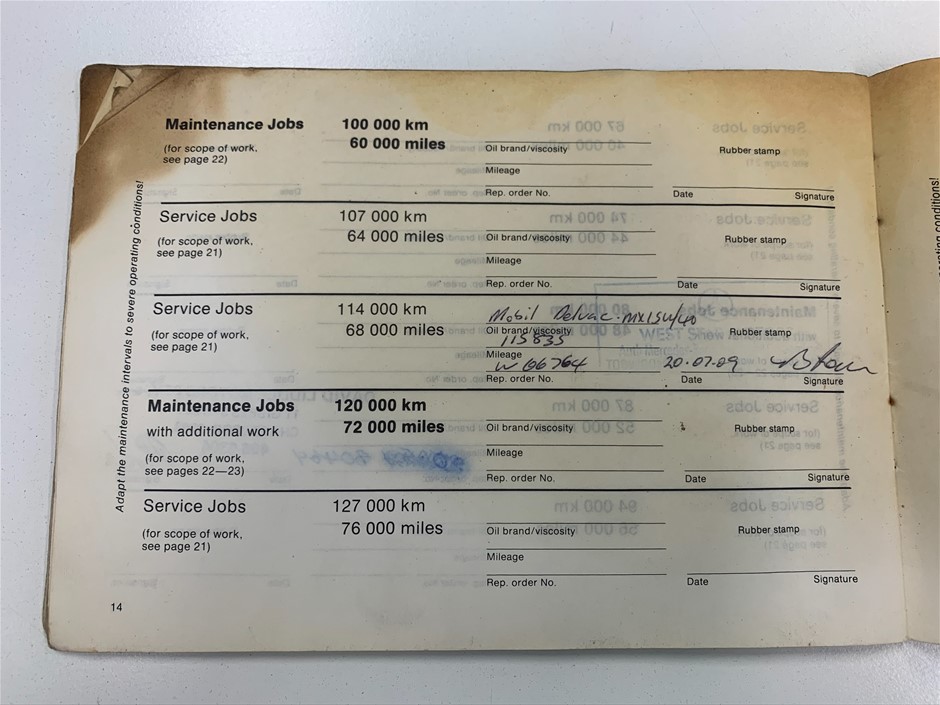 Maintenance Jobs 100 000 km
60 000 miles
(for scope of work,
see page 22)
Oil brand/viscosity Rubber stamp
Mileage
Rep. order No. Date Signature
Service Jobs 107 000 km
64 000 miles
(for scope of work,
see page 21)
Oil brand/viscosity Rubber stamp
Mileage
Rep. order No. Date Signature
Service Jobs 114 000 km
68 000 miles
(for scope of work,
see page 21)
Mobil Delvac MX15W/40
Oil brand/viscosity Rubber stamp
115835
Mileage
W 06764 20.07.09
Rep. order No. Date Signature
Maintenance Jobs 120 000 km
with additional work 72 000 miles
(for scope of work,
see pages 22—23)
Oil brand/viscosity Rubber stamp
Mileage
Rep. order No. Date Signature
Service Jobs 127 000 km
76 000 miles
(for scope of work,
see page 21)
Oil brand/viscosity Rubber stamp
Mileage
Rep. order No. Date Signature
14
Adapt the maintenance intervals to severe operating conditions!